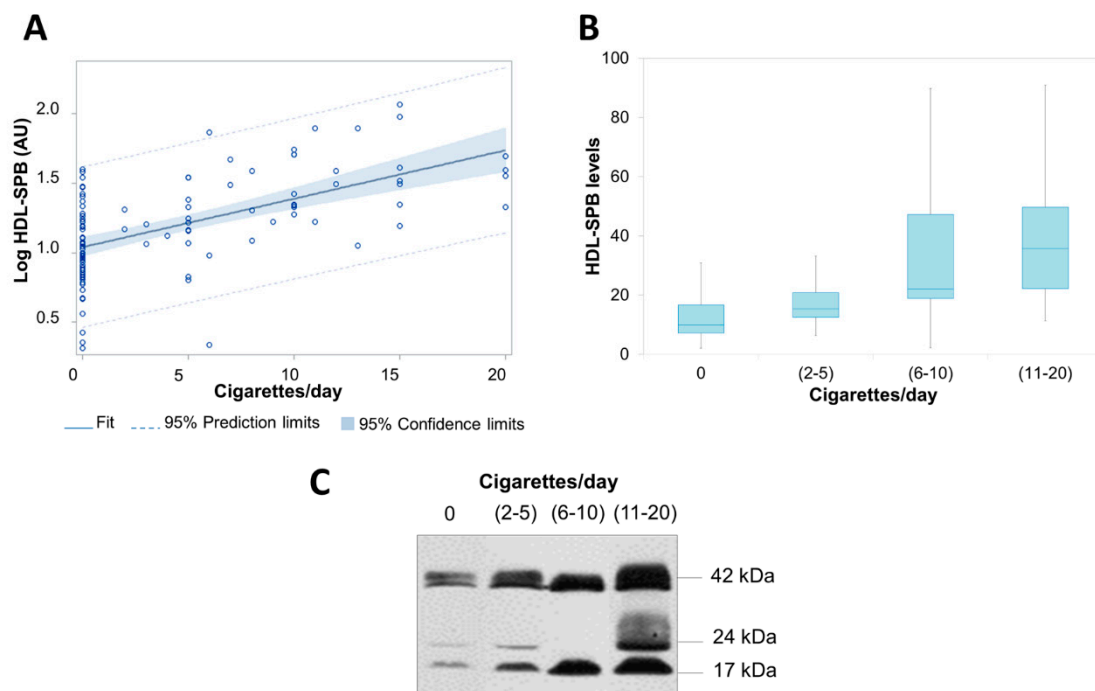 A
Log HDL-SPB (AU)
2.0
1.5
1.0
0.5
0 5 10 15 20
Cigarettes/day
Fit 95% Prediction limits 95% Confidence limits
B
HDL-SPB levels
100
80
60
40
20
0
0 (2-5) (6-10) (11-20)
Cigarettes/day
C
Cigarettes/day
0 (2-5) (6-10) (11-20)
42 kDa
24 kDa
17 kDa